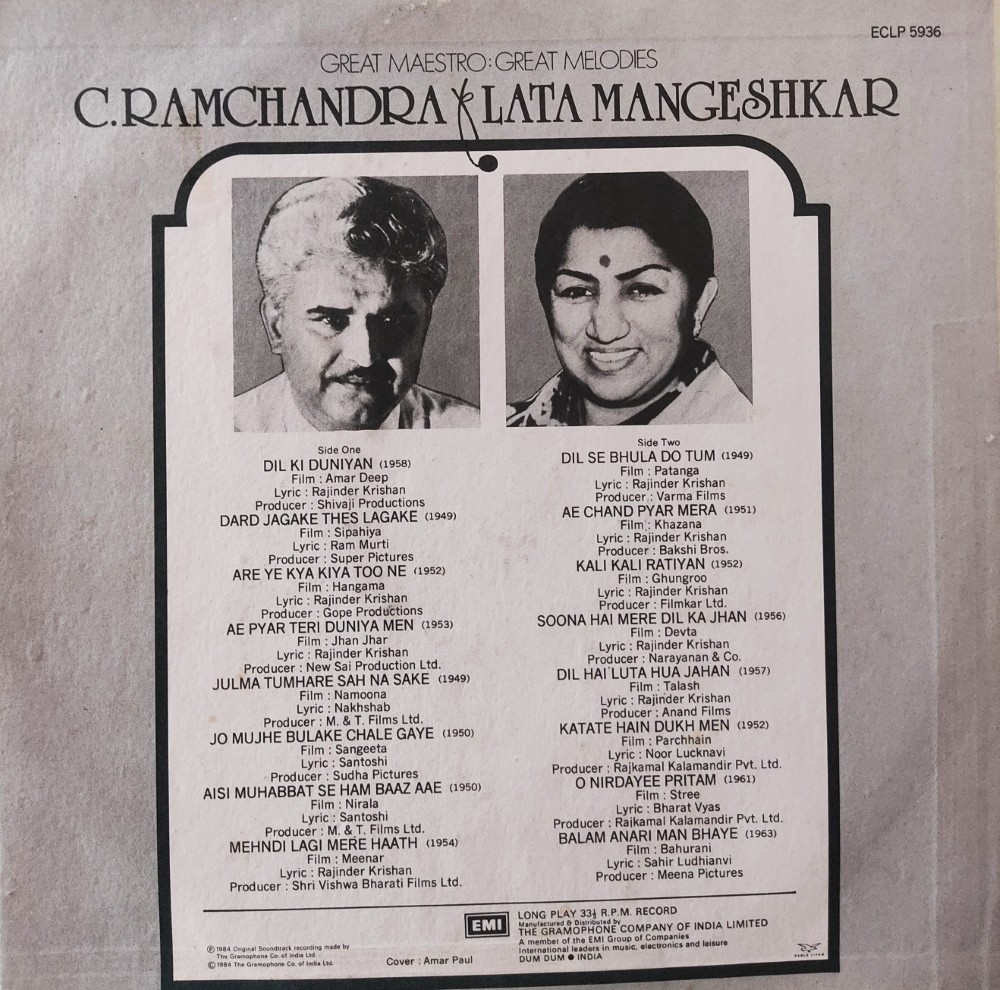 ECLP 5936
GREAT MAESTRO: GREAT MELODIES
C.RAMCHANDRA & LATA MANGESHKAR
Side One
DIL KI DUNIYAN (1958)
Film : Amar Deep
Lyric : Rajinder Krishan
Producer : Shivaji Productions
DARD JAGAKE THES LAGAKE (1949)
Film : Sipahiya
Lyric : Ram Murti
Producer : Super Pictures
ARE YE KYA KIYA TOO NE (1952)
Film : Hangama
Lyric : Rajinder Krishan
Producer : Gope Productions
AE PYAR TERI DUNIYA MEN (1953)
Film : Jhan Jhar
Lyric : Rajinder Krishan
Producer : New Sai Production Ltd.
JULMA TUMHARE SAH NA SAKE (1949)
Film : Namoona
Lyric : Nakhshab
Producer : M. & T. Films Ltd.
JO MUJHE BULAKE CHALE GAYE (1950)
Film : Sangeeta
Lyric : Santoshi
Producer : Sudha Pictures
AISI MUHABBAT SE HAM BAAZ AAE (1950)
Film : Nirala
Lyric : Santoshi
Producer : M. & T. Films Ltd.
MEHNDI LAGI MERE HAATH (1954)
Film : Meenar
Lyric : Rajinder Krishan
Producer : Shri Vishwa Bharati Films Ltd.
Side Two
DIL SE BHULA DO TUM (1949)
Film : Patanga
Lyric : Rajinder Krishan
Producer : Varma Films
AE CHAND PYAR MERA (1951)
Film : Khazana
Lyric : Rajinder Krishan
Producer : Bakshi Bros.
KALI KALI RATIYAN (1952)
Film : Ghungroo
Lyric : Rajinder Krishan
Producer : Filmkar Ltd.
SOONA HAI MERE DIL KA JHAN (1956)
Film : Devta
Lyric : Rajinder Krishan
Producer : Narayanan & Co.
DIL HAI LUTA HUA JAHAN (1957)
Film : Talash
Lyric : Rajinder Krishan
Producer : Anand Films
KATATE HAIN DUKH MEN (1952)
Film : Parchhain
Lyric : Noor Lucknavi
Producer : Rajkamal Kalamandir Pvt. Ltd.
O NIRDAYEE PRITAM (1961)
Film : Stree
Lyric : Bharat Vyas
Producer : Rajkamal Kalamandir Pvt. Ltd.
BALAM ANARI MAN BHAYE (1963)
Film : Bahurani
Lyric : Sahir Ludhianvi
Producer : Meena Pictures
℗ 1984 Original Soundtrack recording made by
The Gramophone Co. of India Ltd.
© 1984 The Gramophone Co. of India Ltd.
Cover : Amar Paul
EMI
LONG PLAY 33⅓ R.P.M. RECORD
Manufactured & Distributed by
THE GRAMOPHONE COMPANY OF INDIA LIMITED
A member of the EMI Group of Companies
International leaders in music, electronics and leisure
DUM DUM ● INDIA